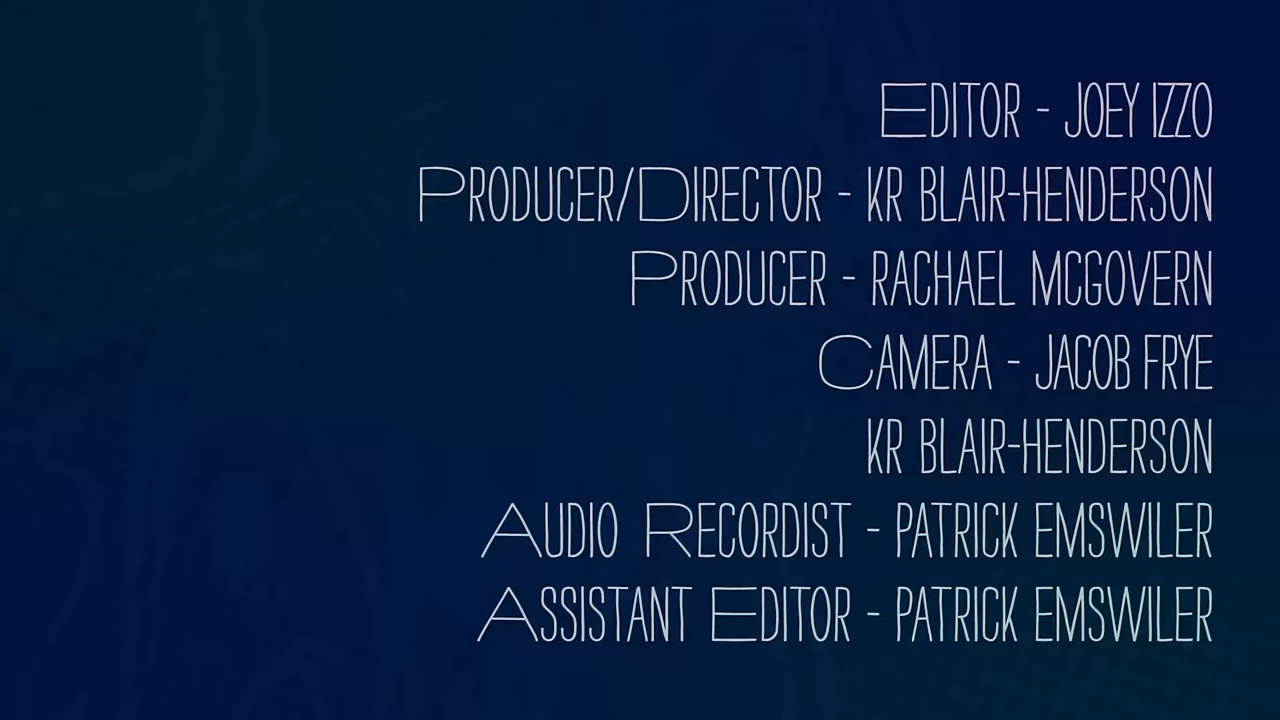 Editor - JOEY IZZO
Producer/Director - KR BLAIR-HENDERSON
Producer - RACHAEL MCGOVERN
Camera - JACOB FRYE
KR BLAIR-HENDERSON
Audio Recordist - PATRICK EMSWILER
Assistant Editor - PATRICK EMSWILER